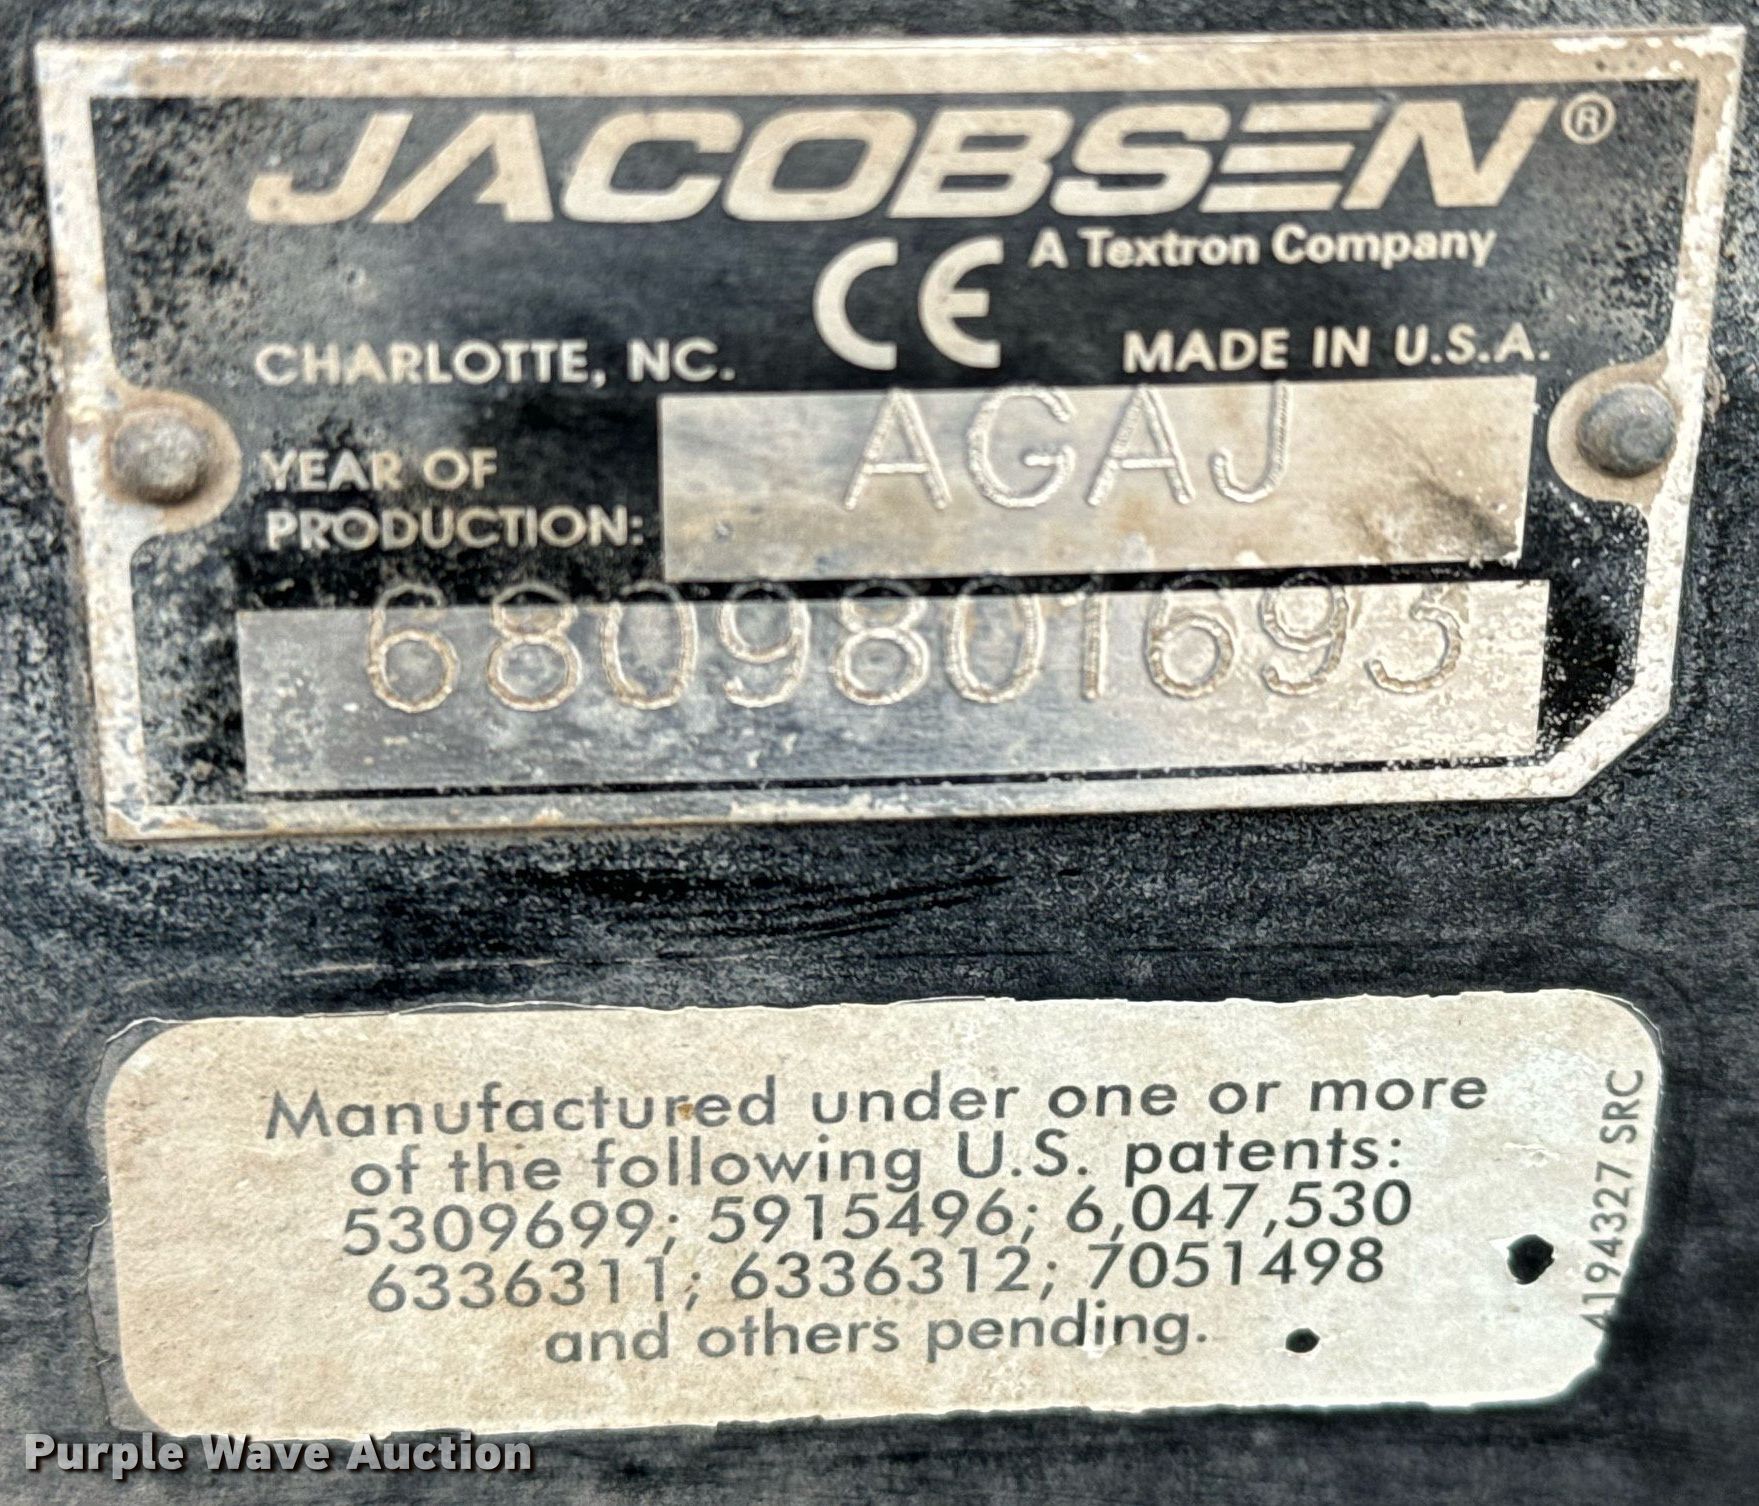 JACOBSEN®
CE A Textron Company
CHARLOTTE, NC. MADE IN U.S.A.
YEAR OF PRODUCTION: AGAJ
6809801693
Manufactured under one or more
of the following U.S. patents:
5309699; 5915496; 6,047,530
6336311; 6336312; 7051498
and others pending.
4194327 SRC
Purple Wave Auction